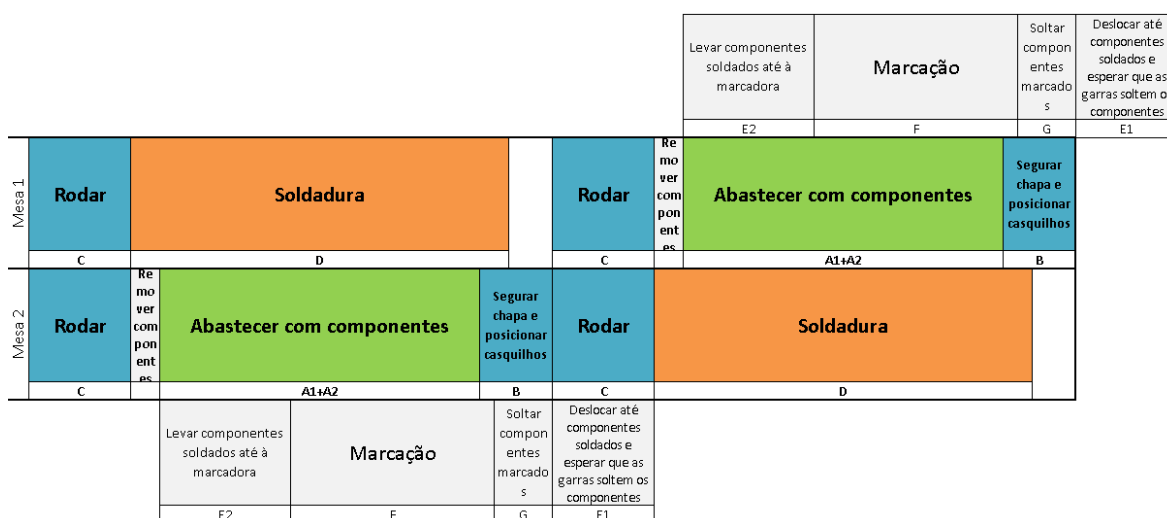 Levar componentes
soldados até à
marcadora
Marcação
Soltar
compon
entes
marcado
s
Deslocar até
componentes
soldados e
esperar que as
garras soltem o
componentes
E2
F
G
E1
Mesa 1
Rodar
Soldadura
Rodar
Re
mo
ver
com
pon
ent
es
Abastecer com componentes
Segurar
chapa e
posicionar
casquilhos
C
D
C
A1+A2
B
Mesa 2
Rodar
Re
mo
ver
com
pon
ent
es
Abastecer com componentes
Segurar
chapa e
posicionar
casquilhos
Rodar
Soldadura
C
A1+A2
B
C
D
Levar componentes
soldados até à
marcadora
Marcação
Soltar
compon
entes
marcado
s
Deslocar até
componentes
soldados e
esperar que as
garras soltem os
componentes
E2
F
G
E1